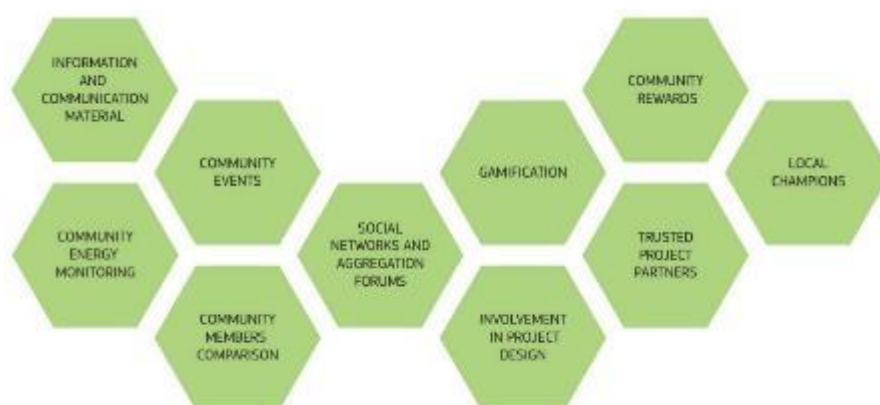 INFORMATION
AND
COMMUNICATION
MATERIAL
COMMUNITY
EVENTS
COMMUNITY
ENERGY
MONITORING
COMMUNITY
MEMBERS
COMPARISON
SOCIAL
NETWORKS AND
AGGREGATION
FORUMS
GAMIFICATION
INVOLVEMENT
IN PROJECT
DESIGN
COMMUNITY
REWARDS
TRUSTED
PROJECT
PARTNERS
LOCAL
CHAMPIONS